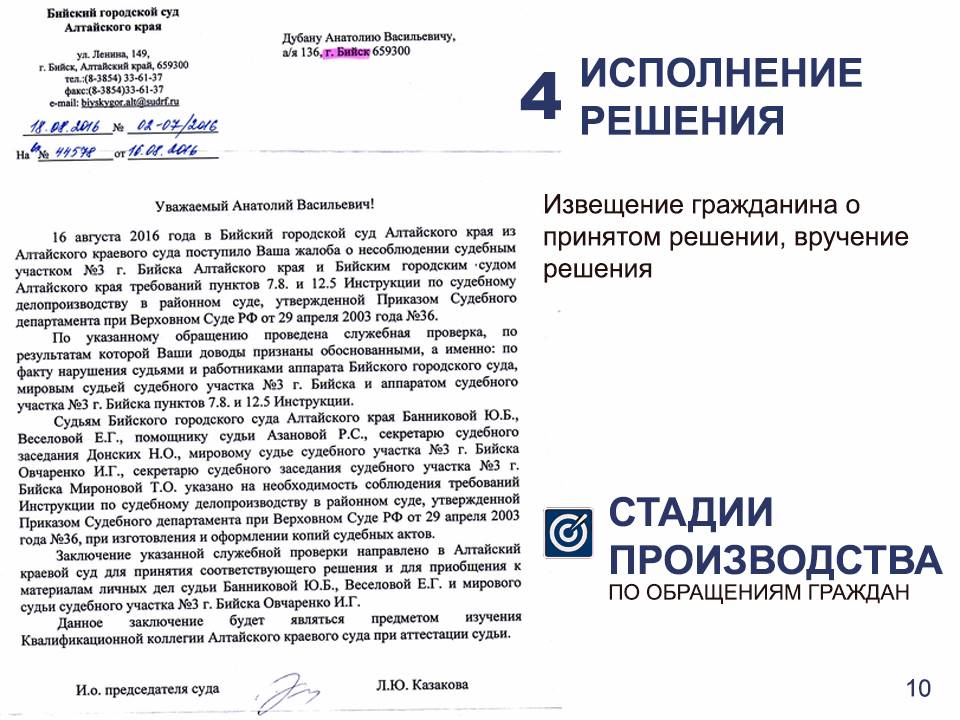 Бийский городской суд
Алтайского края
ул. Ленина, 149,
г. Бийск, Алтайский край, 659300
тел.:(8-3854) 33-61-37
факс:(8-3854)33-61-37
e-mail: biyskygor.alt@sudrf.ru
18.08.2016 № 02-07/2016
На № 44578 от 16.08.2016
Дубану Анатолию Васильевичу,
а/я 136, г. Бийск 659300
4 ИСПОЛНЕНИЕ
РЕШЕНИЯ
Уважаемый Анатолий Васильевич!
16 августа 2016 года в Бийский городской суд Алтайского края из
Алтайского краевого суда поступило Ваша жалоба о несоблюдении судебным
участком №3 г. Бийска Алтайского края и Бийским городским судом
Алтайского края требований пунктов 7.8. и 12.5 Инструкции по судебному
делопроизводству в районном суде, утвержденной Приказом Судебного
департамента при Верховном Суде РФ от 29 апреля 2003 года №36.
По указанному обращению проведена служебная проверка, по
результатам которой Ваши доводы признаны обоснованными, а именно: по
факту нарушения судьями и работниками аппарата Бийского городского суда,
мировым судьей судебного участка №3 г. Бийска и аппаратом судебного
участка №3 г. Бийска пунктов 7.8. и 12.5 Инструкции.
Судьям Бийского городского суда Алтайского края Банниковой Ю.Б.,
Веселовой Е.Г., помощнику судьи Азановой Р.С., секретарю судебного
заседания Донских Н.О., мировому судье судебного участка №3 г. Бийска
Овчаренко И.Г., секретарю судебного заседания судебного участка №3 г.
Бийска Мироновой Т.О. указано на необходимость соблюдения требований
Инструкции по судебному делопроизводству в районном суде, утвержденной
Приказом Судебного департамента при Верховном Суде РФ от 29 апреля 2003
года №36, при изготовления и оформлении копий судебных актов.
Заключение указанной служебной проверки направлено в Алтайский
краевой суд для принятия соответствующего решения и для приобщения к
материалам личных дел судьи Банниковой Ю.Б., Веселовой Е.Г. и мирового
судьи судебного участка №3 г. Бийска Овчаренко И.Г.
Данное заключение будет являться предметом изучения
Квалификационной коллегии Алтайского краевого суда при аттестации судьи.
И.о. председателя суда Л.Ю. Казакова
Извещение гражданина о
принятом решении, вручение
решения
СТАДИИ
ПРОИЗВОДСТВА
ПО ОБРАЩЕНИЯМ ГРАЖДАН
10